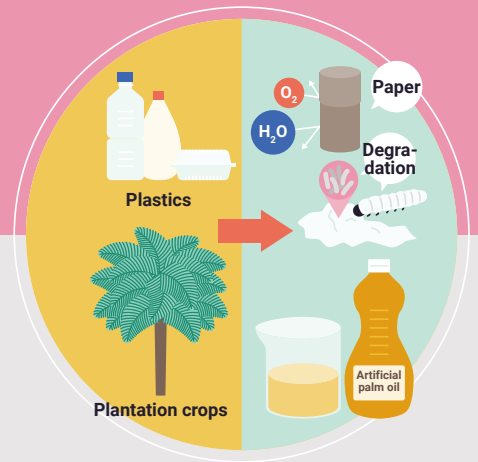 Plastics
Plantation crops
O₂
H₂O
Paper
Degra-
dation
Artificial
palm oil